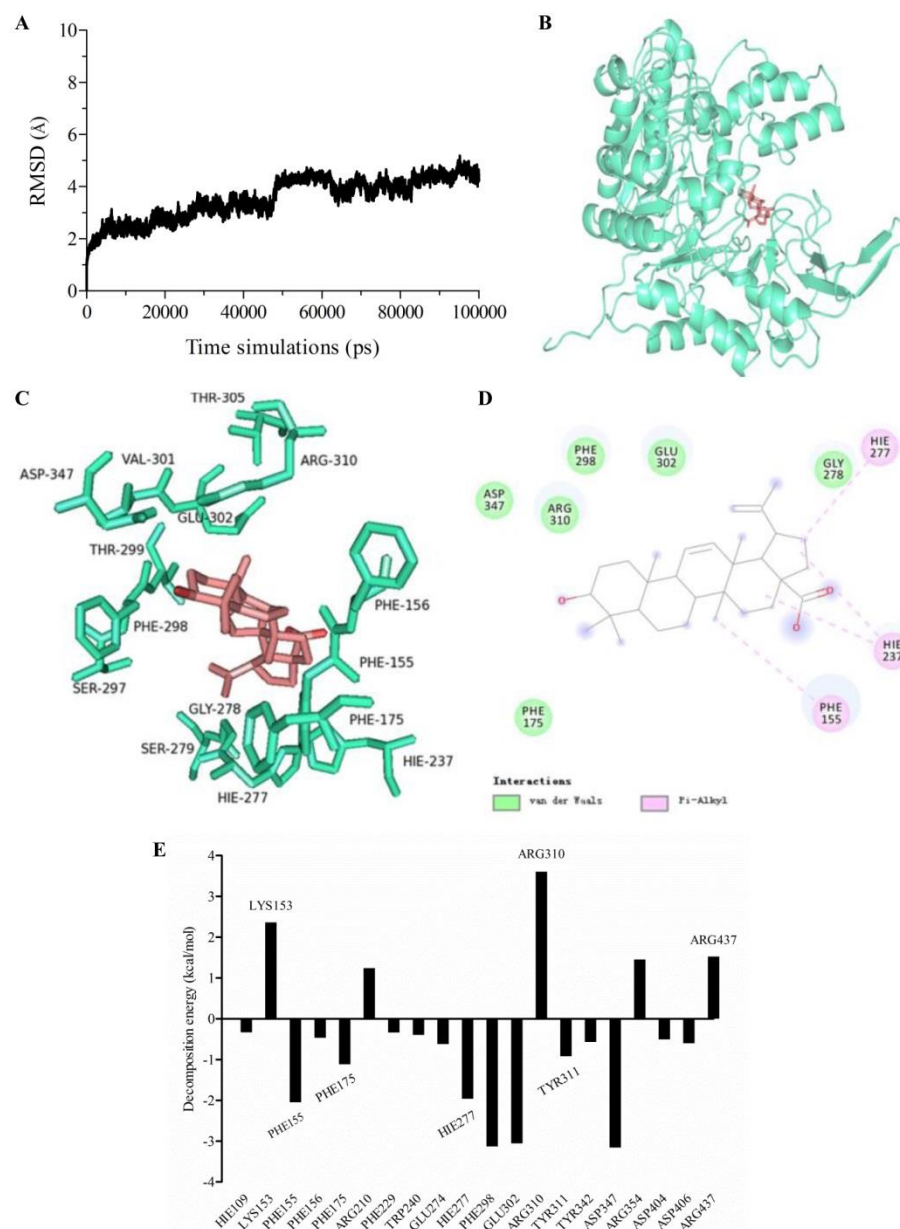 A
10
8
6
4
2
0
RMSD (Å)
0
20000
40000
60000
80000
100000
Time simulations (ps)
B
C
THR-305
VAL-301
ARG-310
ASP-347
GLU-302
THR-299
PHE-156
PHE-298
PHE-155
SER-297
GLY-278
PHE-175
SER-279
HIE-237
HIE-277
D
PHE
298
GLU
302
GLY
278
HIE
277
ASP
347
ARG
310
O
O
O
HIE
237
PHE
155
PHE
175
Interactions
van der Waals
Pi-Alkyl
E
4
3
2
1
0
-1
-2
-3
-4
Decomposition energy (kcal/mol)
LYS153
ARG310
ARG437
PHE155
PHE175
HIE277
TYR311
HIE109
LYS153
PHE155
PHE156
PHE175
ARG210
PHE229
TRP240
GLU274
HIE277
PHE298
GLU302
ARG310
TYR311
TYR342
ASP347
ARG354
ASP404
ASP406
ARG437